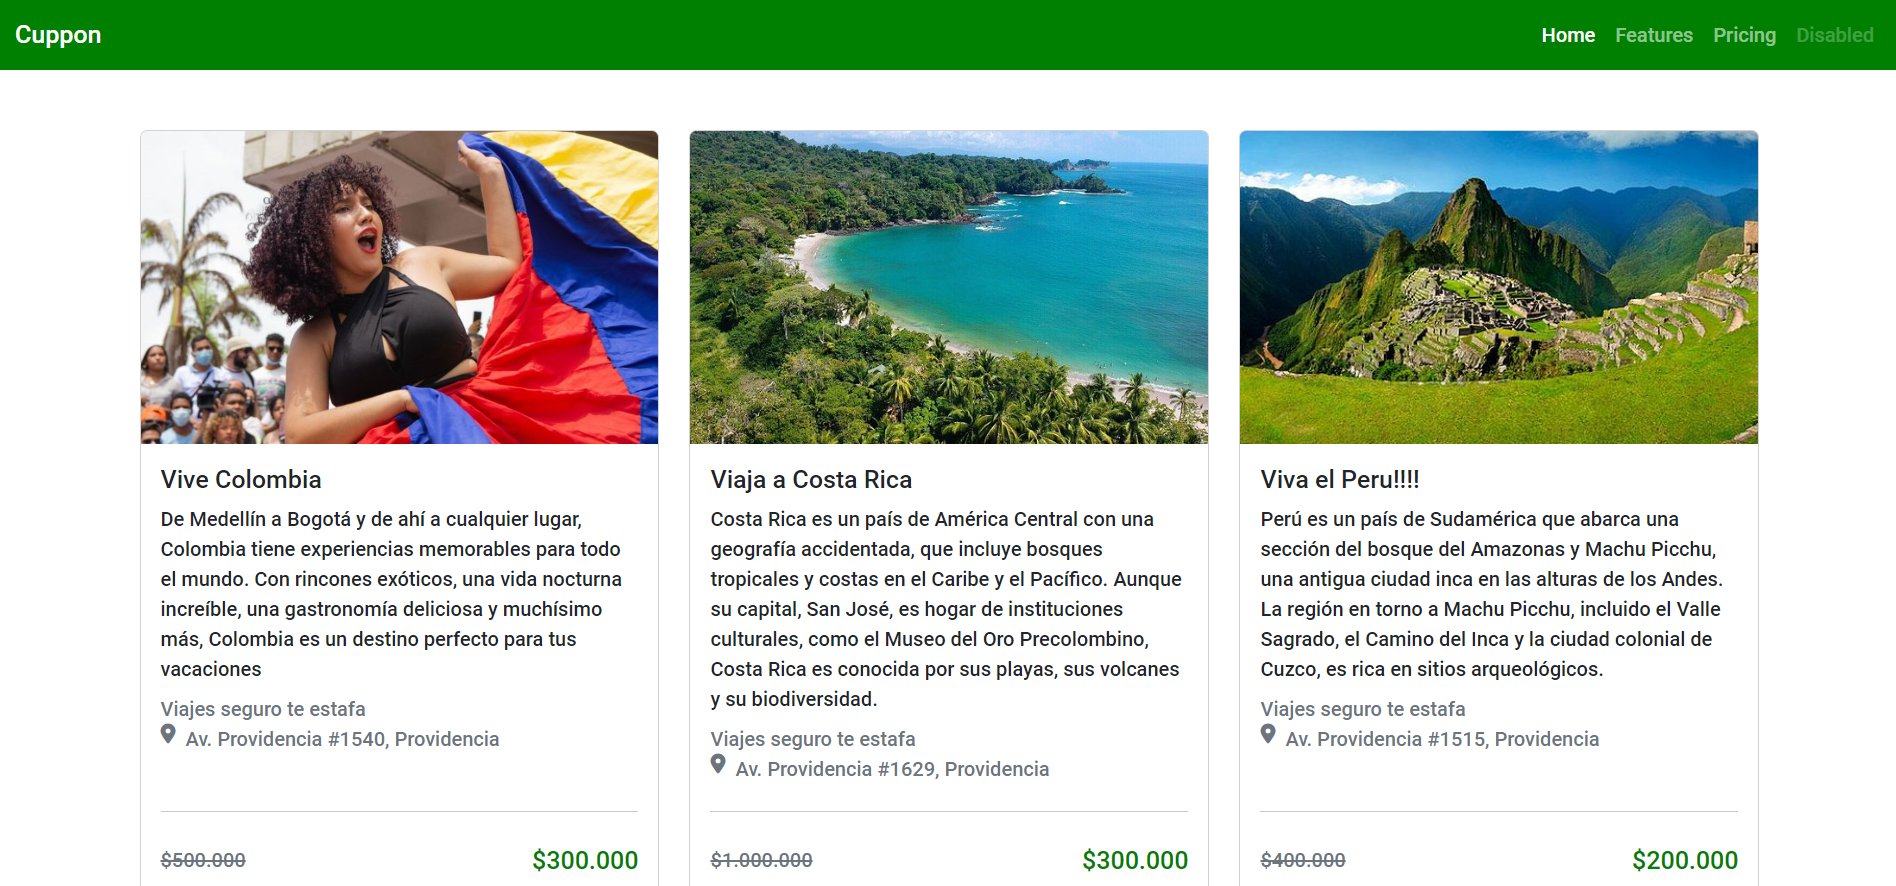 Cuppon
Home Features Pricing Disabled
Vive Colombia
De Medellín a Bogotá y de ahí a cualquier lugar,
Colombia tiene experiencias memorables para todo
el mundo. Con rincones exóticos, una vida nocturna
increíble, una gastronomía deliciosa y muchísimo
más, Colombia es un destino perfecto para tus
vacaciones
Viajes seguro te estafa
Av. Providencia #1540, Providencia
$500.000 $300.000
Viaja a Costa Rica
Costa Rica es un país de América Central con una
geografía accidentada, que incluye bosques
tropicales y costas en el Caribe y el Pacífico. Aunque
su capital, San José, es hogar de instituciones
culturales, como el Museo del Oro Precolombino,
Costa Rica es conocida por sus playas, sus volcanes
y su biodiversidad.
Viajes seguro te estafa
Av. Providencia #1629, Providencia
$1.000.000 $300.000
Viva el Peru!!!!
Perú es un país de Sudamérica que abarca una
sección del bosque del Amazonas y Machu Picchu,
una antigua ciudad inca en las alturas de los Andes.
La región en torno a Machu Picchu, incluido el Valle
Sagrado, el Camino del Inca y la ciudad colonial de
Cuzco, es rica en sitios arqueológicos.
Viajes seguro te estafa
Av. Providencia #1515, Providencia
$400.000 $200.000